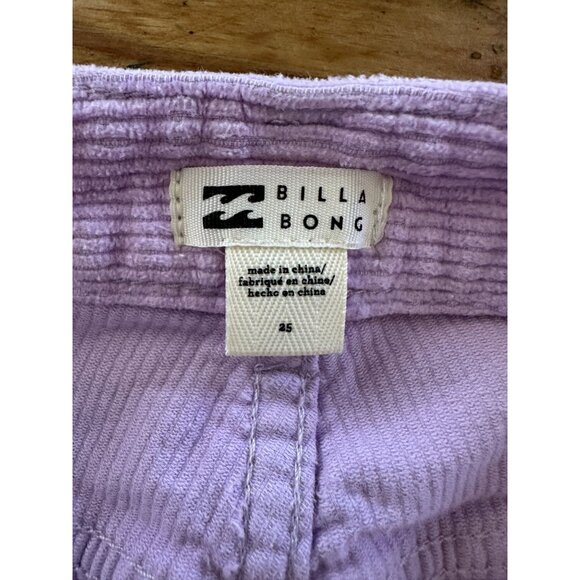 BILLA
BONG
made in china/
fabriqué en chine/
hecho en china
25